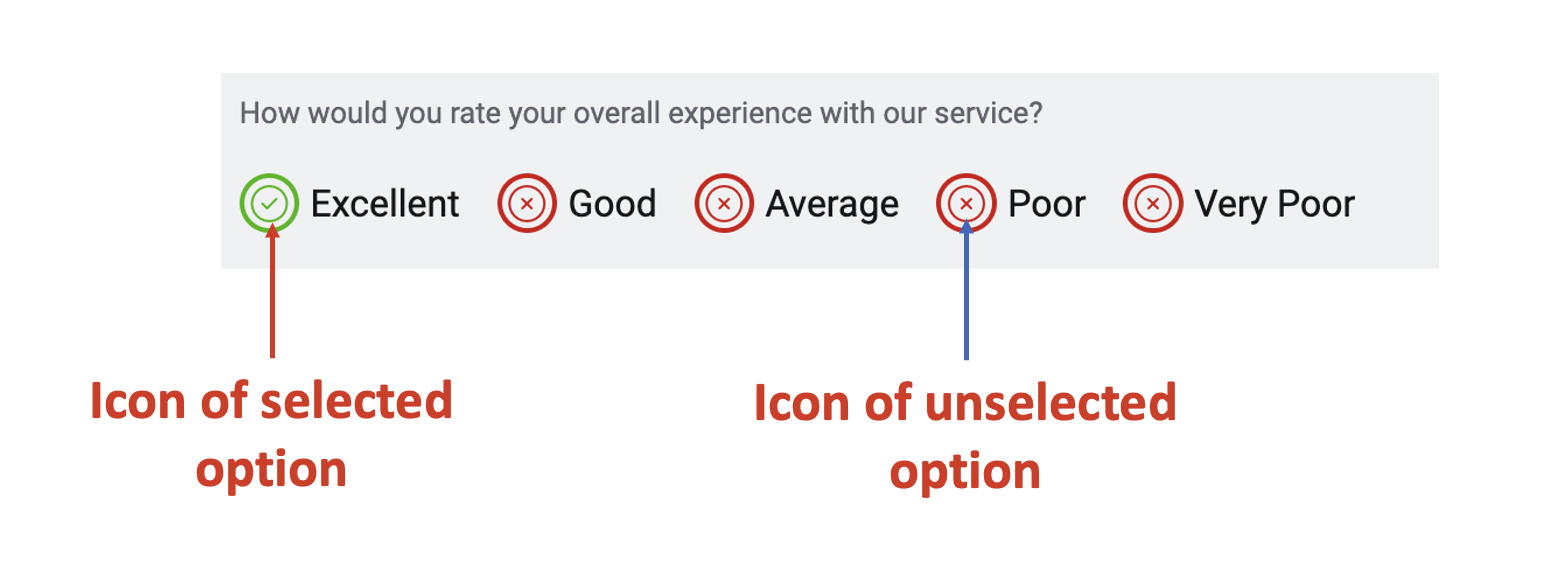 How would you rate your overall experience with our service?
Excellent Good Average Poor Very Poor
Icon of selected
option
Icon of unselected
option